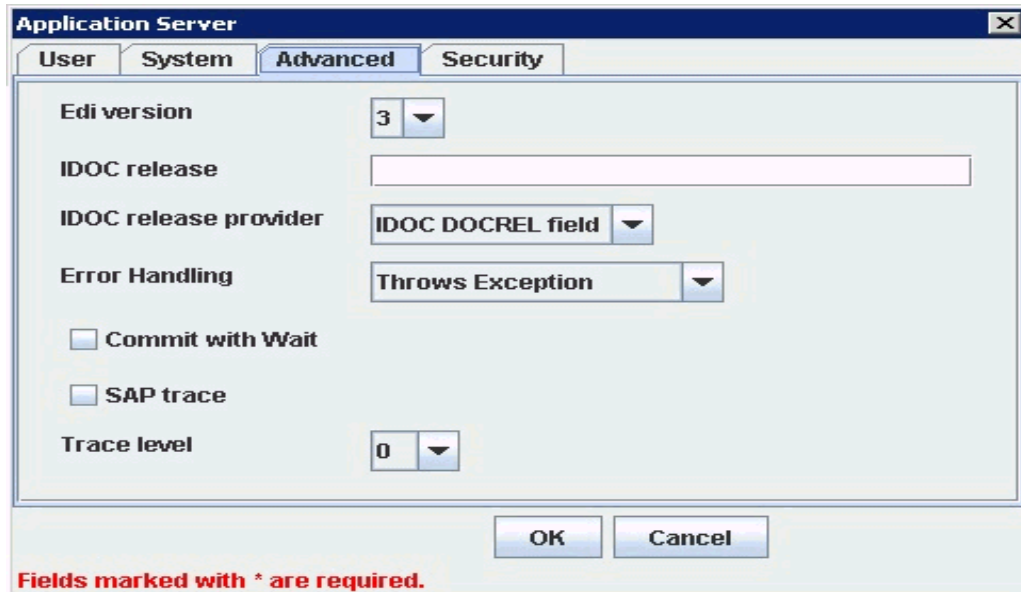 Application Server
User System Advanced Security
Edi version 3
IDOC release
IDOC release provider IDOC DOCREL field
Error Handling Throws Exception
Commit with Wait
SAP trace
Trace level 0
OK Cancel
Fields marked with * are required.